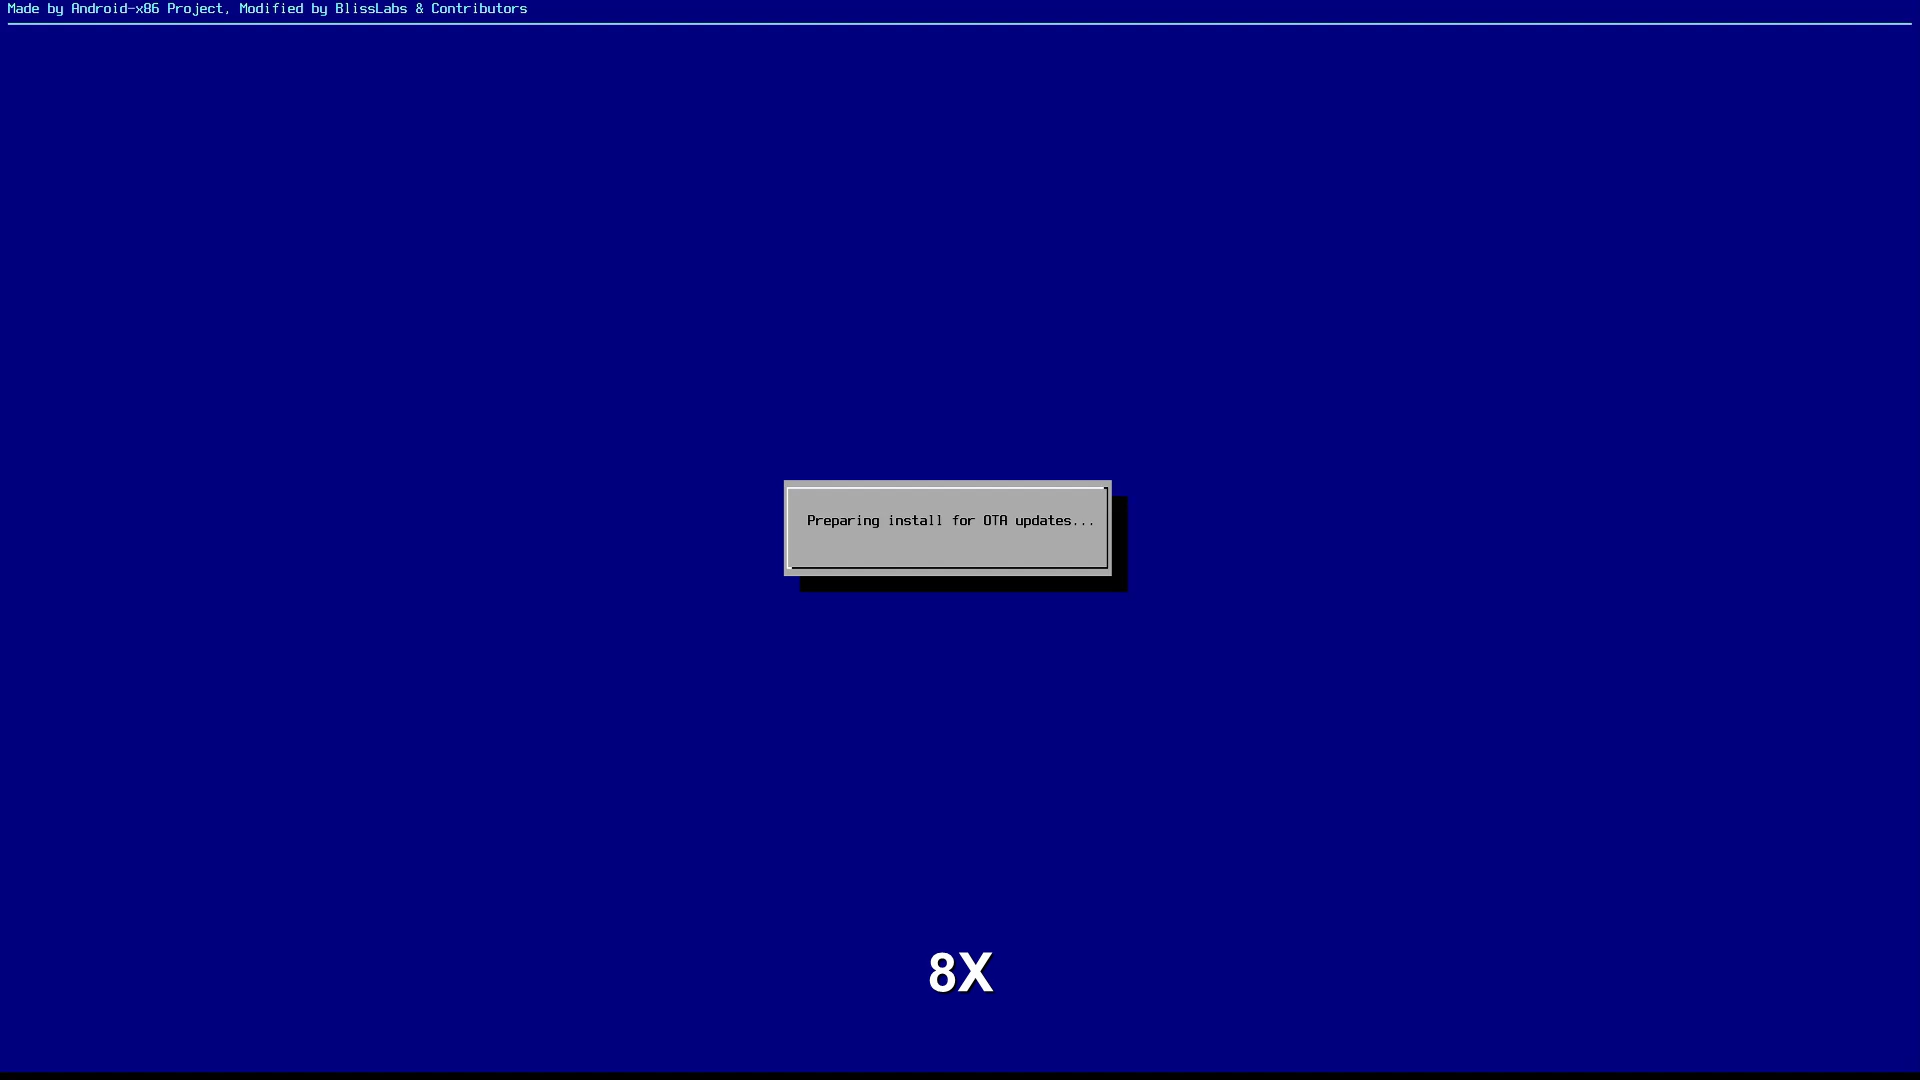 Made by Android-x86 Project, Modified by BlissLabs & Contributors
Preparing install for OTA updates...
8X